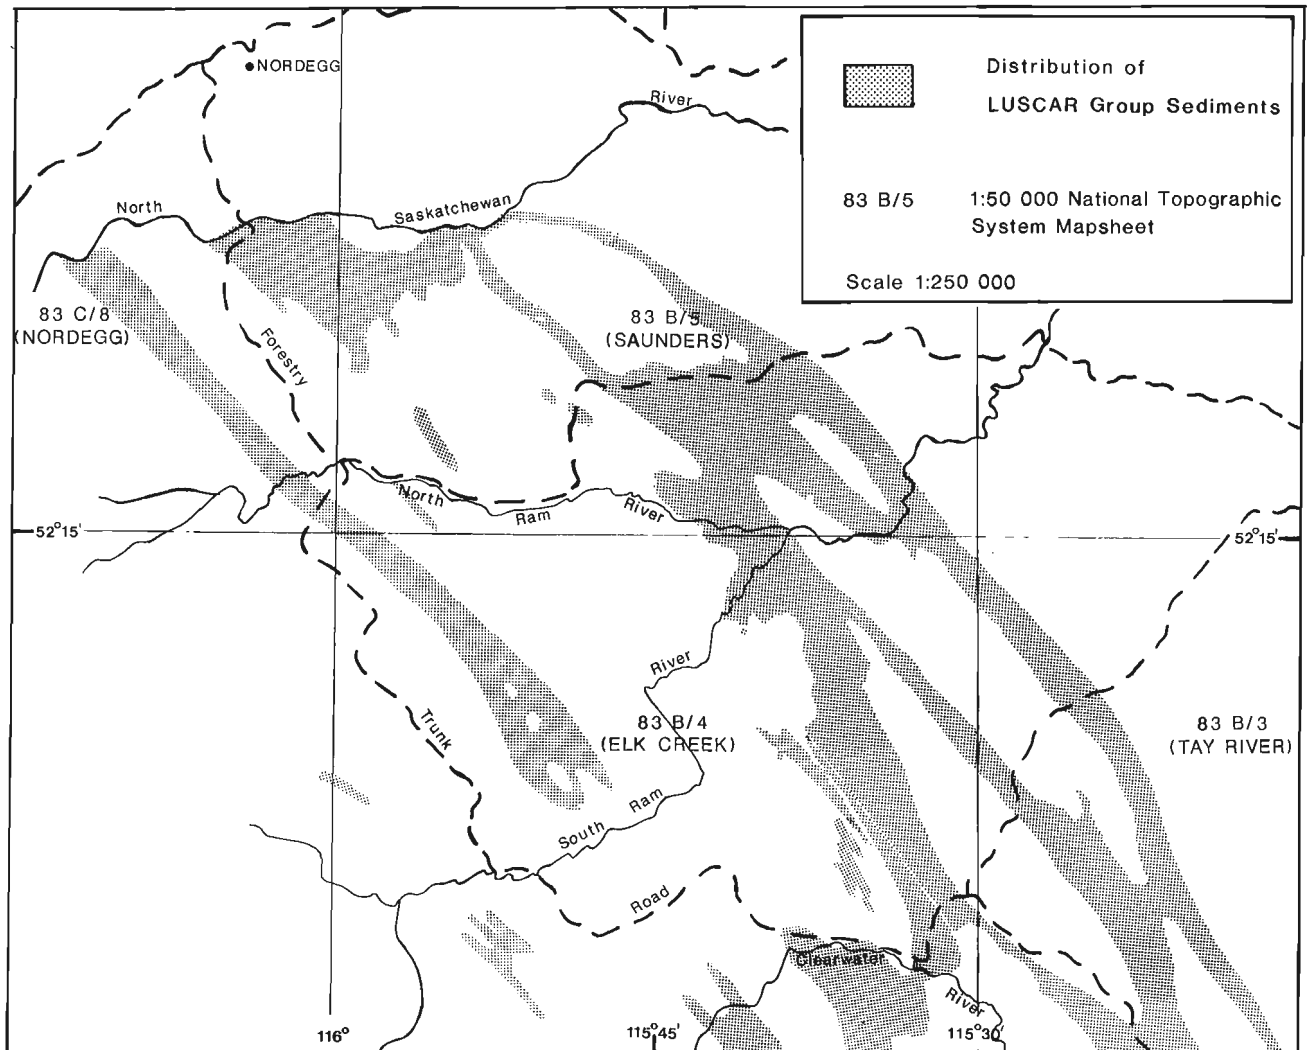 NORDEGG
River
Distribution of
LUSCAR Group Sediments
83 B/5
1:50 000 National Topographic
System Mapsheet
Scale 1:250 000
North
Saskatchewan
83 C/8
(NORDEGG)
83 B/5
(SAUNDERS)
Forestry
North
Ram
River
52°15'
52°15'
River
Trunk
83 B/4
(ELK CREEK)
83 B/3
(TAY RIVER)
South
Ram
Road
Clearwater
River
116°
115°45'
115°30'